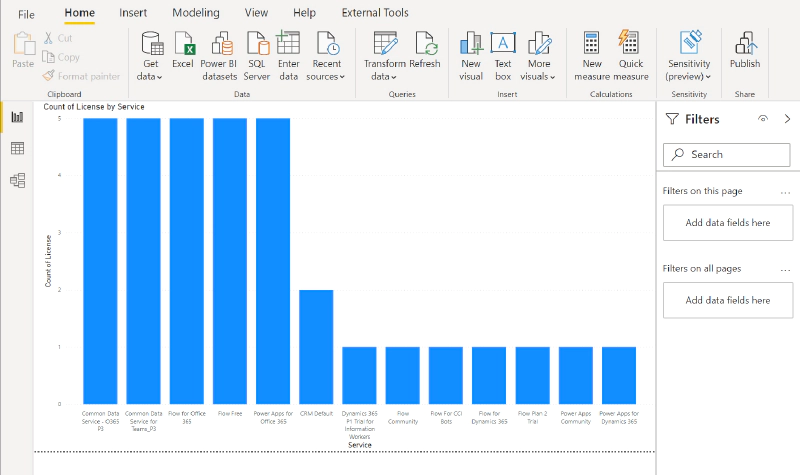 File Home Insert Modeling View Help External Tools
Paste
Cut
Copy
Format painter
Clipboard
Get data
Excel
Power BI datasets
SQL Server
Enter data
Recent sources
Data
Transform data
Refresh
Queries
New visual
Text box
A
More visuals
Insert
New measure
Quick measure
Calculations
Sensitivity (preview)
Sensitivity
Publish
Share
Count of License by Service
5
4
3
2
1
0
Count of License
Common Data Service - O365 P3
Common Data Service for Teams_P3
Flow for Office 365
Flow Free
Power Apps for Office 365
CRM Default
Dynamics 365 P1 Trial for Information Workers
Flow Community
Flow For CCI Bots
Flow for Dynamics 365
Flow Plan 2 Trial
Power Apps Community
Power Apps for Dynamics 365
Service
Filters
Search
Filters on this page ...
Add data fields here
Filters on all pages ...
Add data fields here